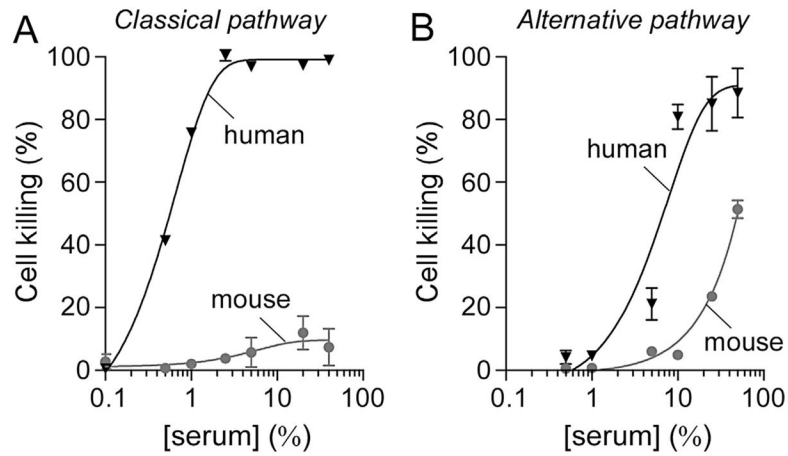 A
Classical pathway
Cell killing (%)
100
80
60
40
20
0
human
mouse
0.1
1
10
100
[serum] (%)
B
Alternative pathway
Cell killing (%)
100
80
60
40
20
0
human
mouse
0.1
1
10
100
[serum] (%)